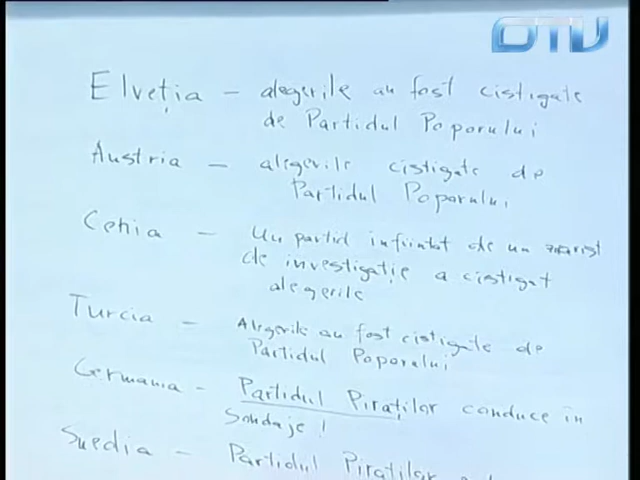 OTV
Elveția – alegerile au fost cistigate
de Partidul Poporului
Austria – alegerile cistigate de
Partidul Poporului
Cehia – Un partid infiintat de un
de investigație a cistigat
alegerile
Turcia – Alegerile au fost cistigate de
Partidul Poporului
Germania – Partidul Piraților conduce in
sondaje!
Suedia – Partidul Piraților